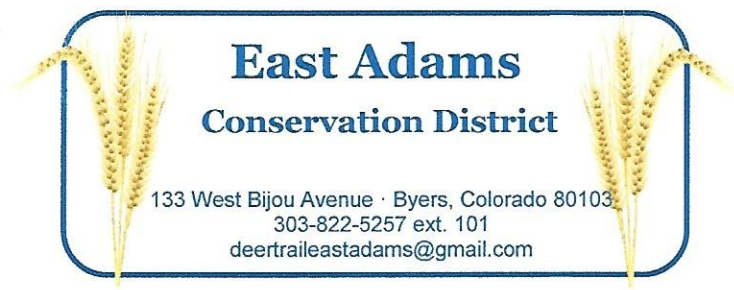 East Adams
Conservation District
133 West Bijou Avenue · Byers, Colorado 80103
303-822-5257 ext. 101
deertraileastadams@gmail.com